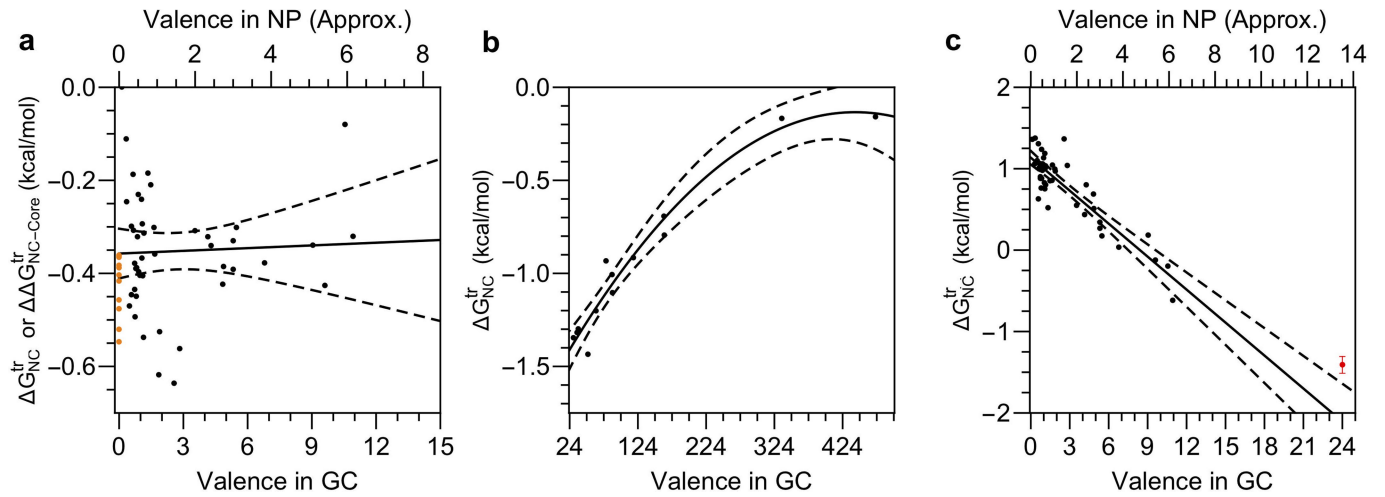 a
Valence in NP (Approx.)
0 2 4 6 8
0.0
−0.2
−0.4
−0.6
ΔG^tr_NC or ΔΔG^tr_NC−Core (kcal/mol)
0 3 6 9 12 15
Valence in GC
b
0.0
−0.5
−1.0
−1.5
ΔG^tr_NC (kcal/mol)
24 124 224 324 424
Valence in GC
c
Valence in NP (Approx.)
0 2 4 6 8 10 12 14
2
1
0
−1
−2
ΔG^tr_NĊ (kcal/mol)
0 3 6 9 12 15 18 21 24
Valence in GC